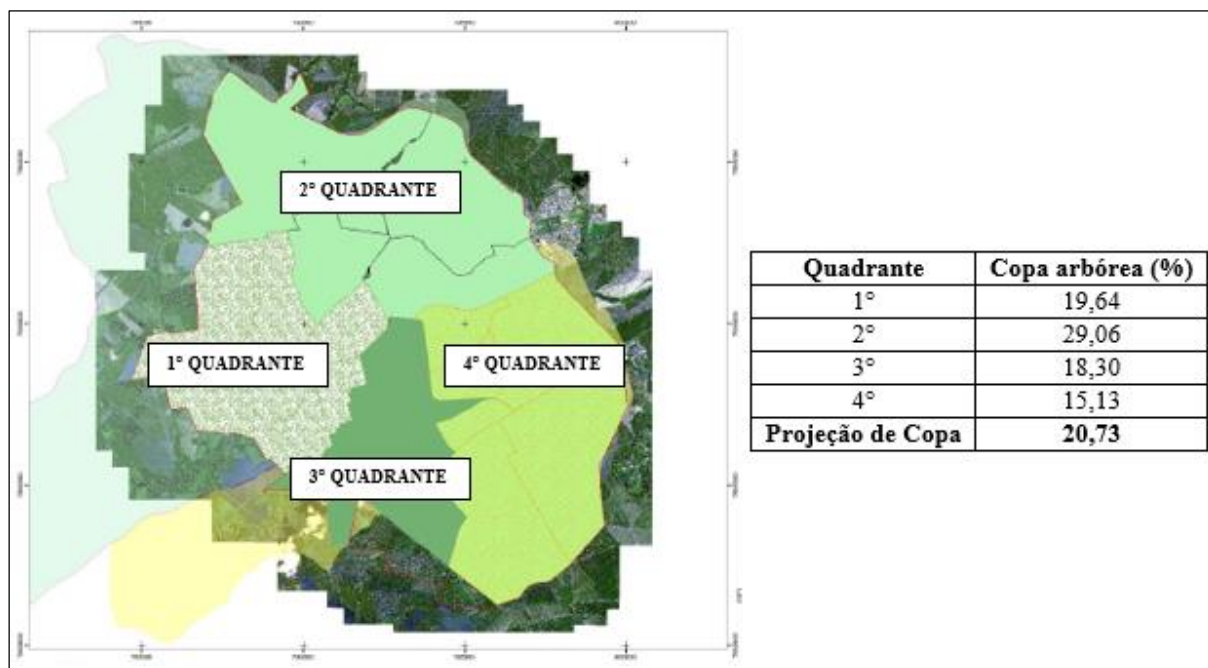 2° QUADRANTE
1° QUADRANTE
4° QUADRANTE
3° QUADRANTE
Quadrante Copa arbórea (%)
1° 19,64
2° 29,06
3° 18,30
4° 15,13
Projeção de Copa 20,73